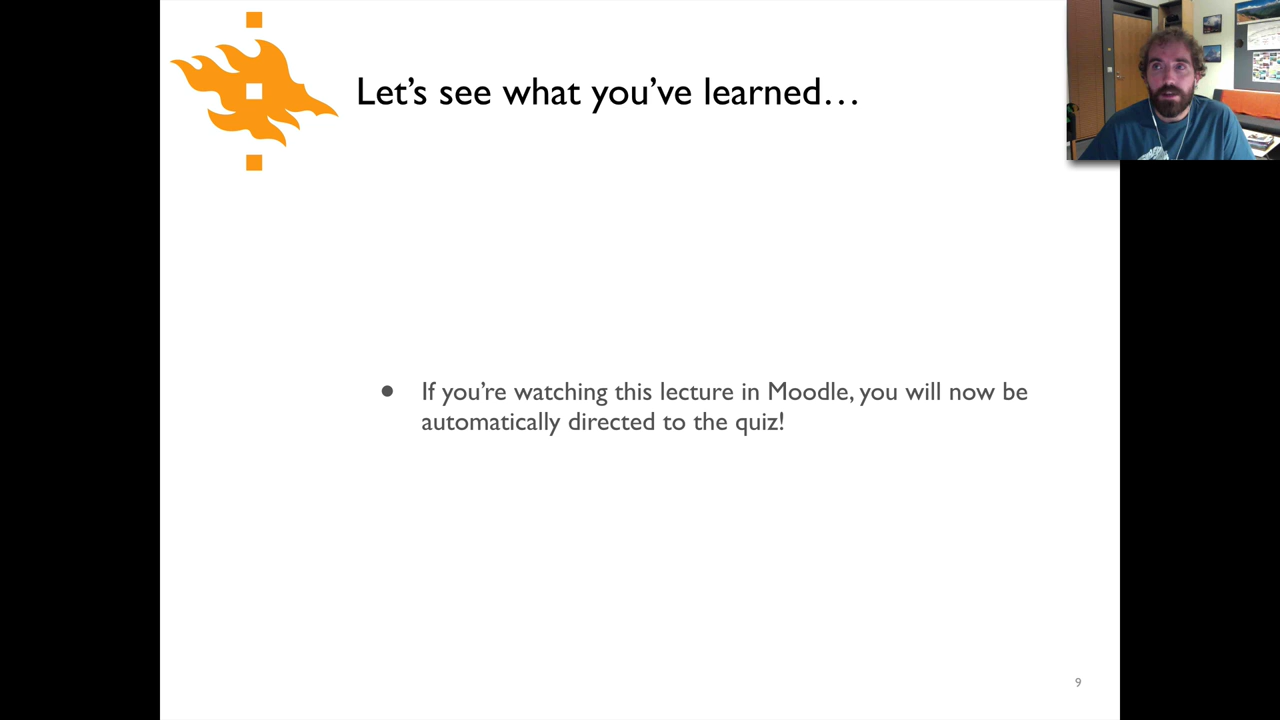 Let’s see what you’ve learned…
● If you’re watching this lecture in Moodle, you will now be
automatically directed to the quiz!
9